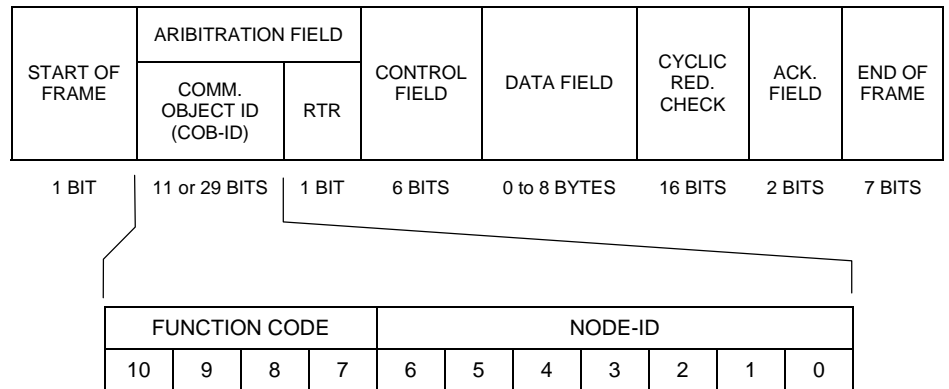 START OF
FRAME
ARIBITRATION FIELD
COMM.
OBJECT ID
(COB-ID)
RTR
CONTROL
FIELD
DATA FIELD
CYCLIC
RED.
CHECK
ACK.
FIELD
END OF
FRAME
1 BIT
11 or 29 BITS
1 BIT
6 BITS
0 to 8 BYTES
16 BITS
2 BITS
7 BITS
FUNCTION CODE
NODE-ID
10 9 8 7 6 5 4 3 2 1 0